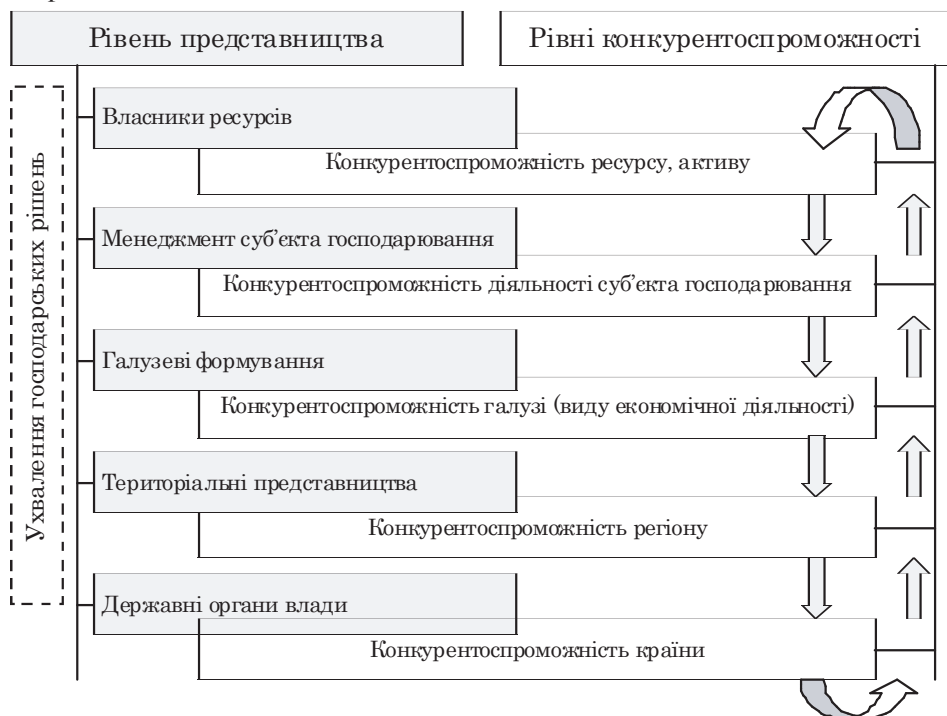 Рівень представництва
Рівні конкурентоспроможності
Ухвалення господарських рішень
Власники ресурсів
Конкурентоспроможність ресурсу, активу
Менеджмент суб’єкта господарювання
Конкурентоспроможність діяльності суб’єкта господарювання
Галузеві формування
Конкурентоспроможність галузі (виду економічної діяльності)
Територіальні представництва
Конкурентоспроможність регіону
Державні органи влади
Конкурентоспроможність країни